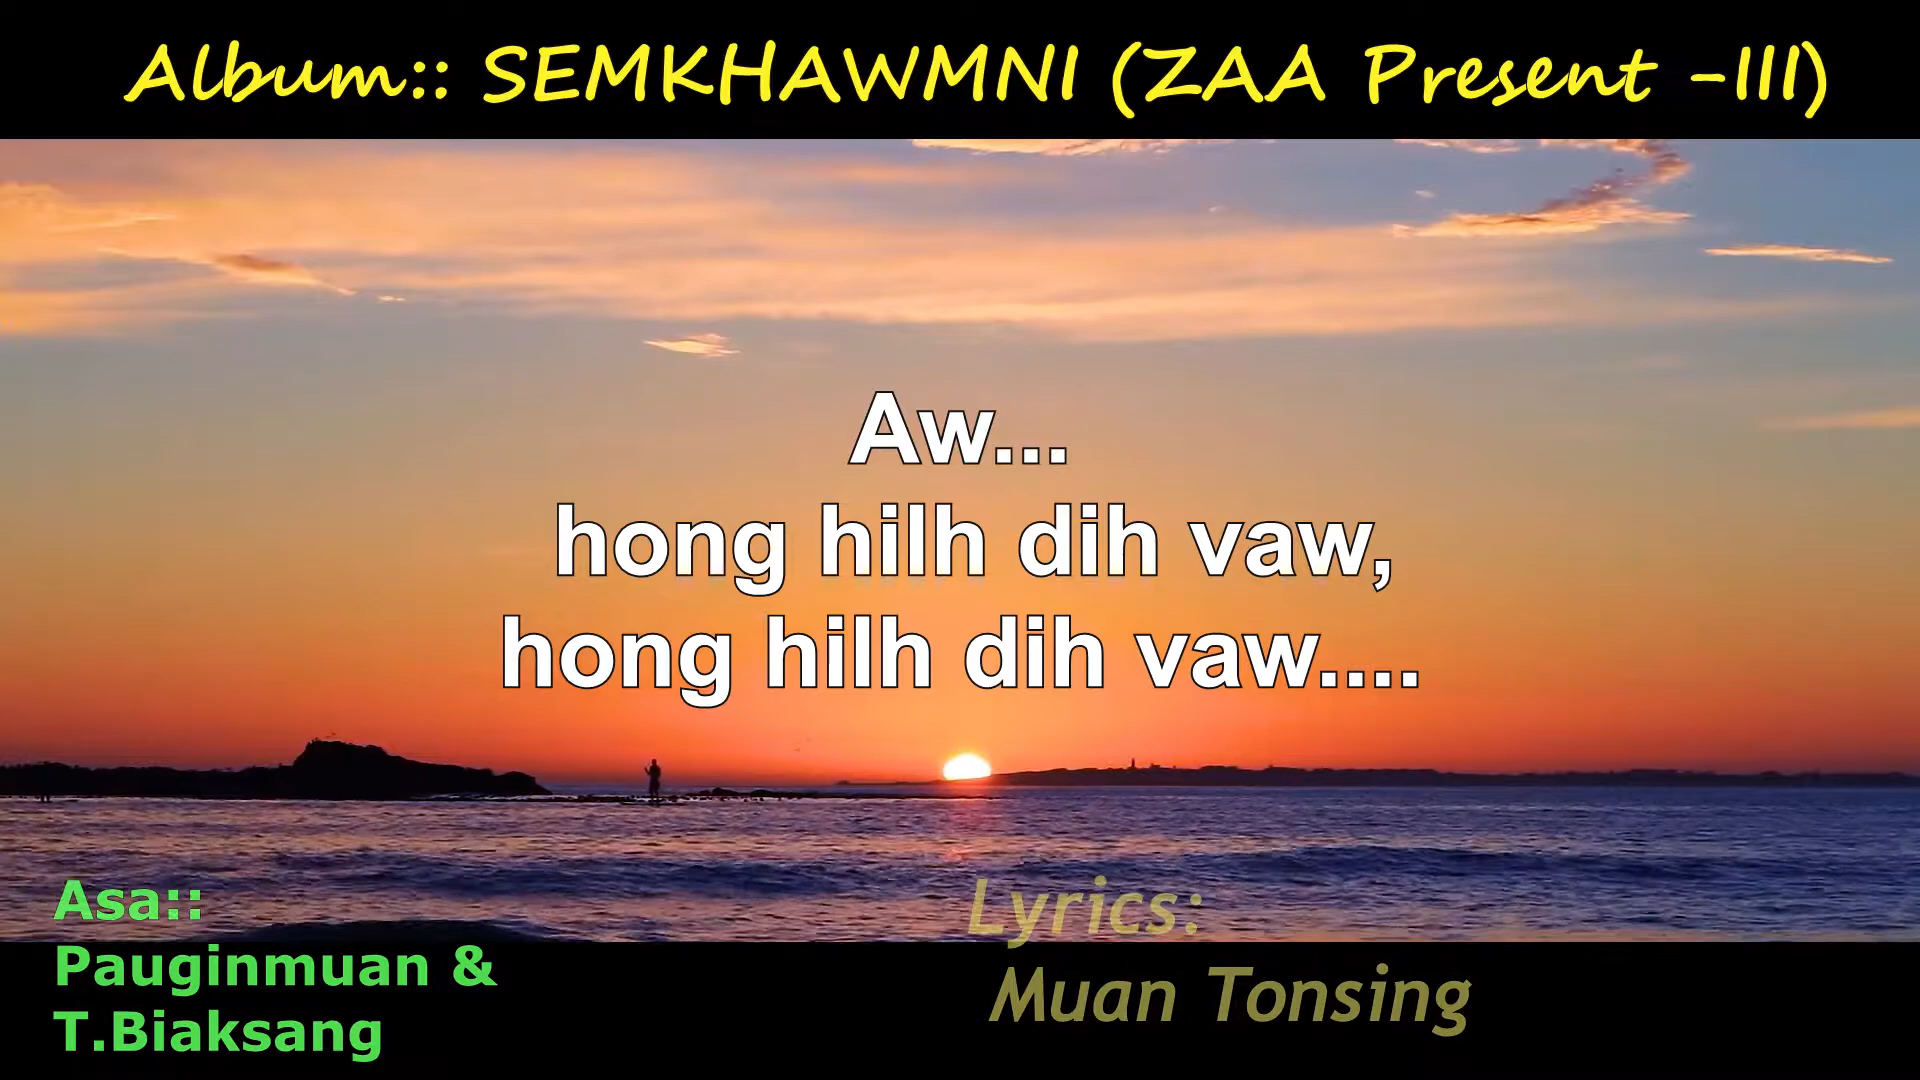 Album:: SEMKHAWMNI (ZAA Present -III)
Aw...
hong hilh dih vaw,
hong hilh dih vaw....
Asa::
Pauginmuan &
T.Biaksang
Lyrics:
Muan Tonsing